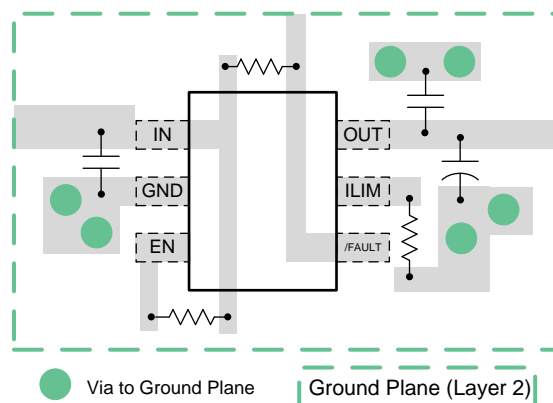 IN
OUT
GND
ILIM
EN
/FAULT
Via to Ground Plane
Ground Plane (Layer 2)